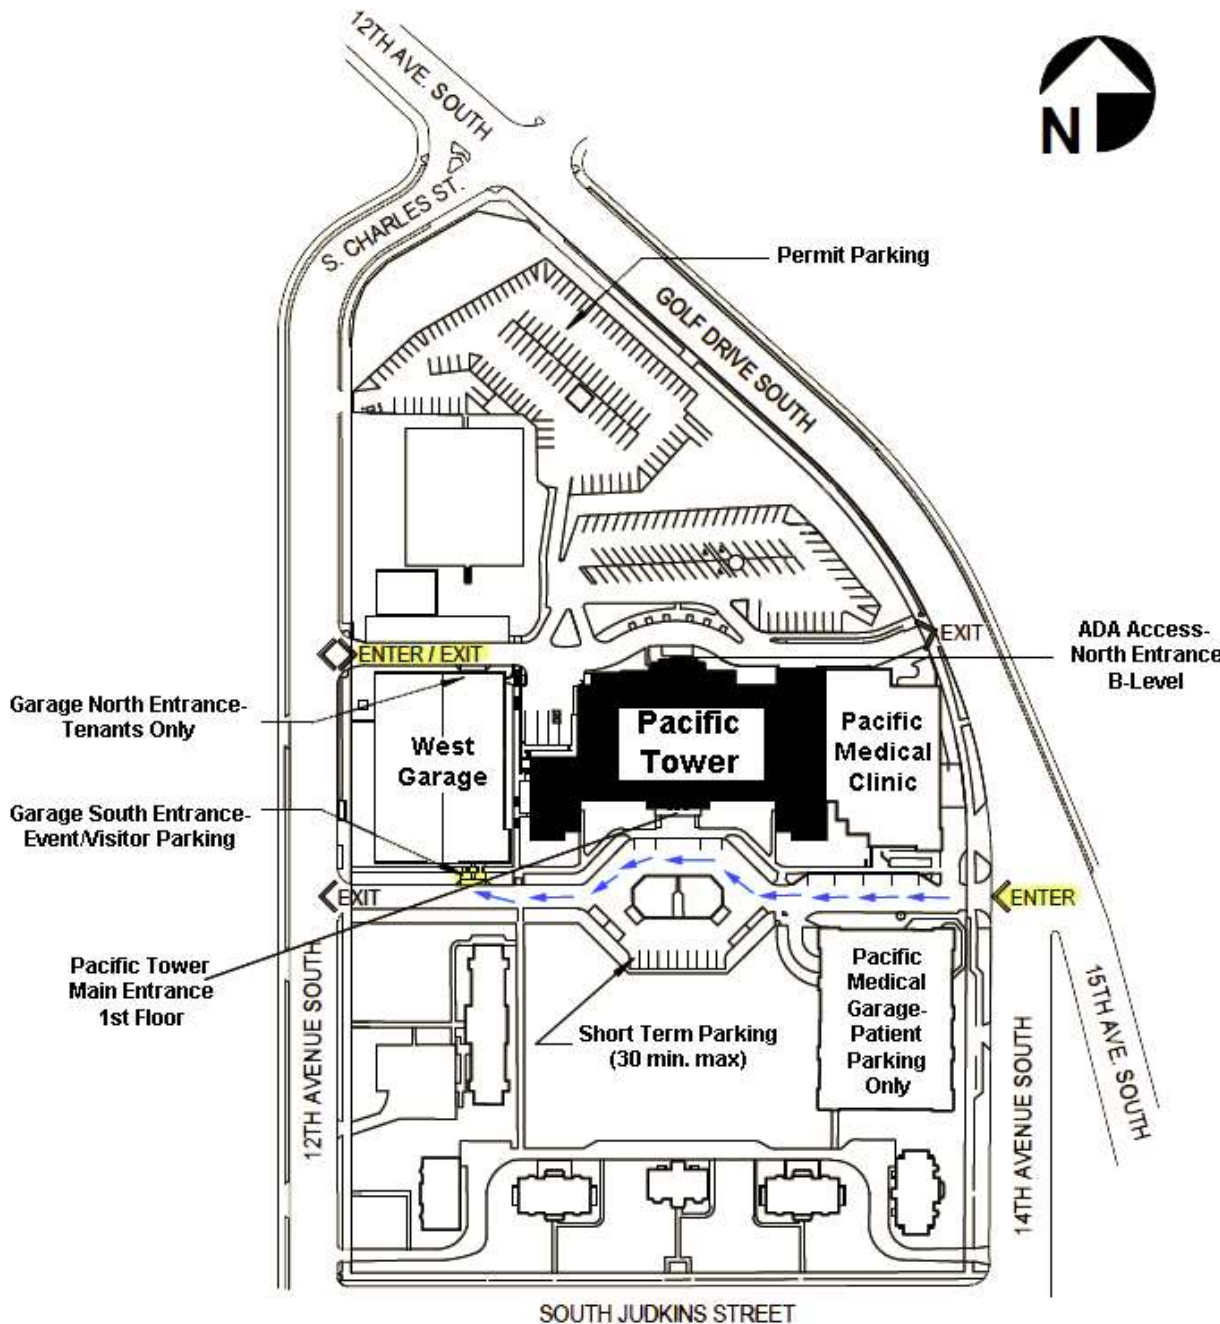 12TH AVE. SOUTH
N
S. CHARLES ST.
Permit Parking
GOLF DRIVE SOUTH
EXIT
ADA Access-
North Entrance
B-Level
ENTER / EXIT
Garage North Entrance-
Tenants Only
West
Garage
Pacific
Tower
Pacific
Medical
Clinic
Garage South Entrance-
Event/Visitor Parking
EXIT
ENTER
Pacific Tower
Main Entrance
1st Floor
12TH AVENUE SOUTH
Short Term Parking
(30 min. max)
Pacific
Medical
Garage-
Patient
Parking
Only
14TH AVENUE SOUTH
15TH AVE. SOUTH
SOUTH JUDKINS STREET